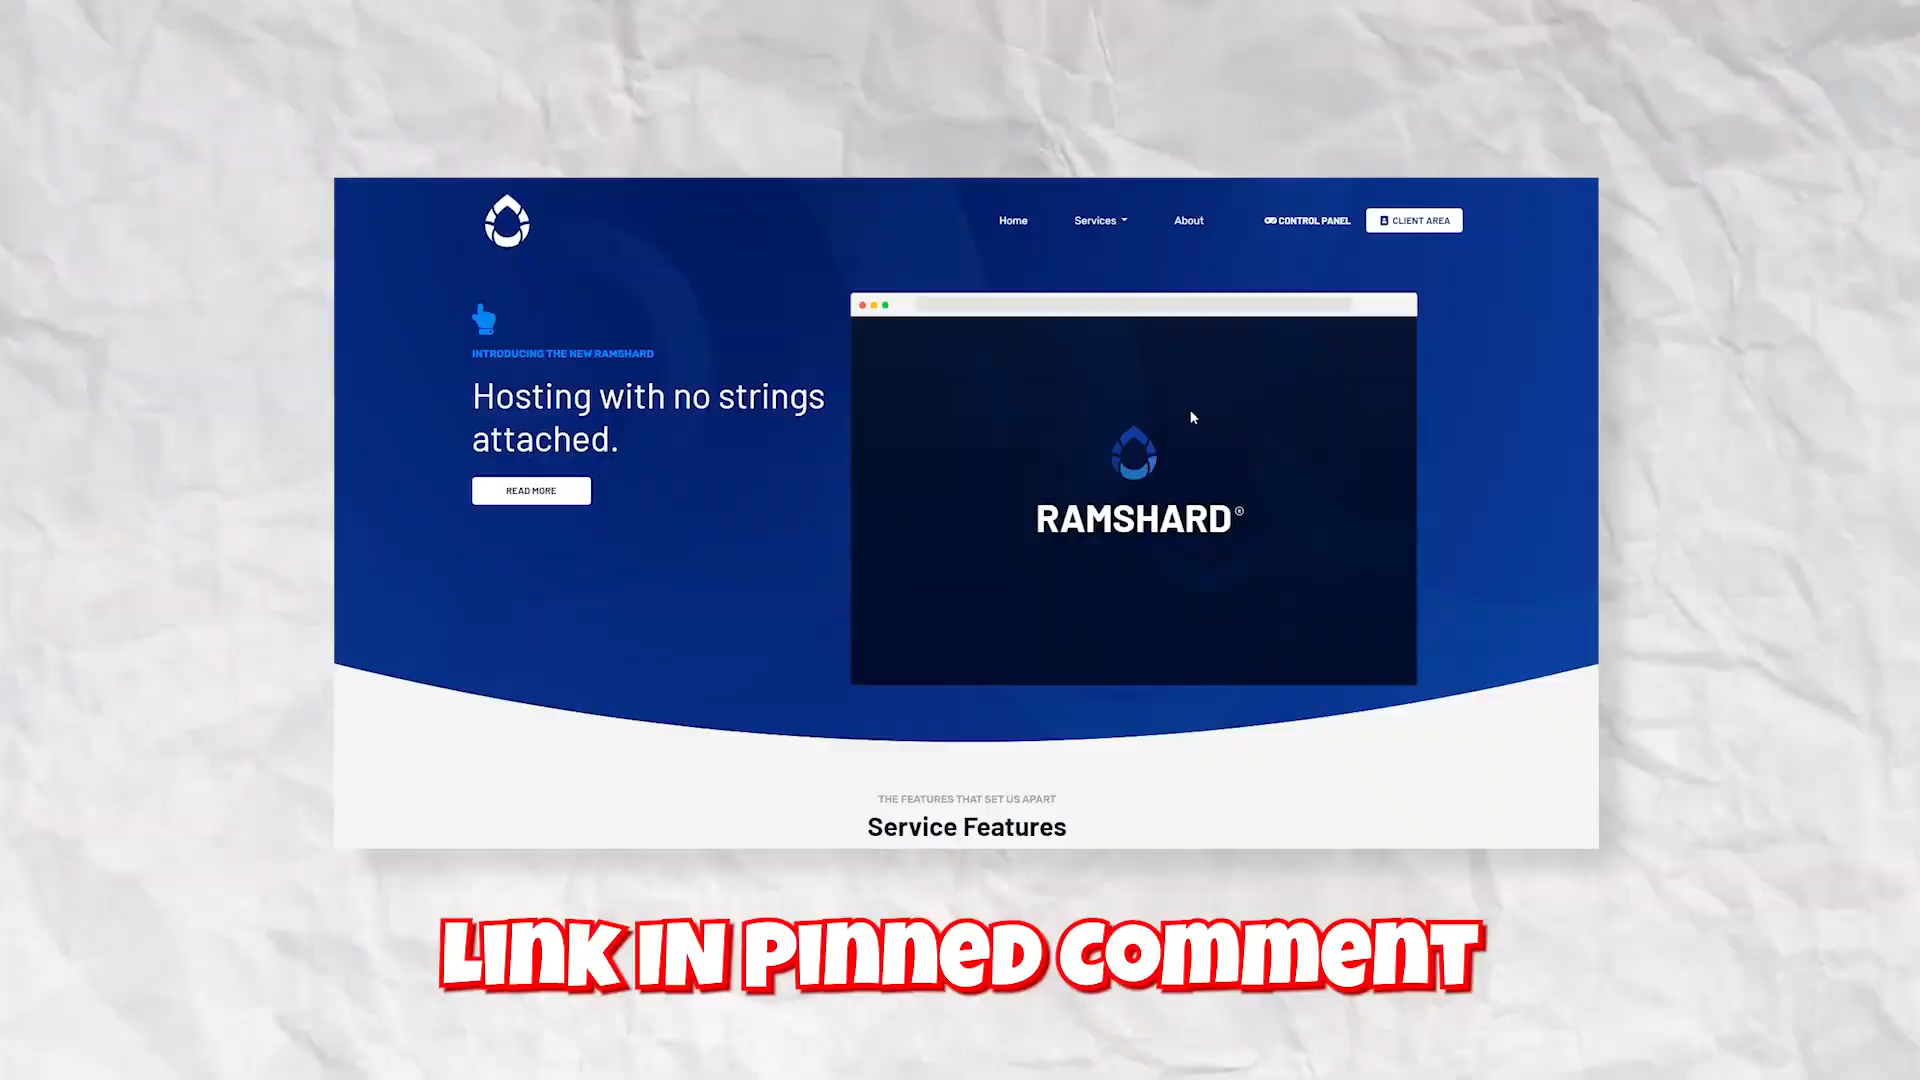 Home Services About CONTROL PANEL CLIENT AREA
INTRODUCING THE NEW RAMSHARD
Hosting with no strings
attached.
READ MORE
RAMSHARD®
THE FEATURES THAT SET US APART
Service Features
LINK IN PINNED COMMENT